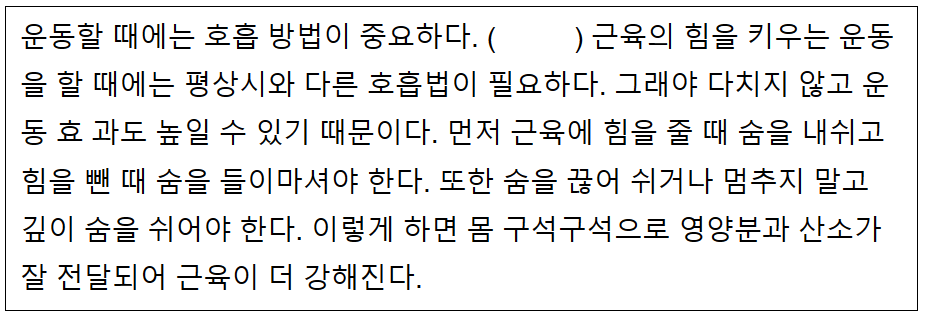 운동할 때에는 호흡 방법이 중요하다. (          ) 근육의 힘을 키우는 운동
을 할 때에는 평상시와 다른 호흡법이 필요하다. 그래야 다치지 않고 운
동 효 과도 높일 수 있기 때문이다. 먼저 근육에 힘을 줄 때 숨을 내쉬고
힘을 뺀 때 숨을 들이마셔야 한다. 또한 숨을 끊어 쉬거나 멈추지 말고
깊이 숨을 쉬어야 한다. 이렇게 하면 몸 구석구석으로 영양분과 산소가
잘 전달되어 근육이 더 강해진다.